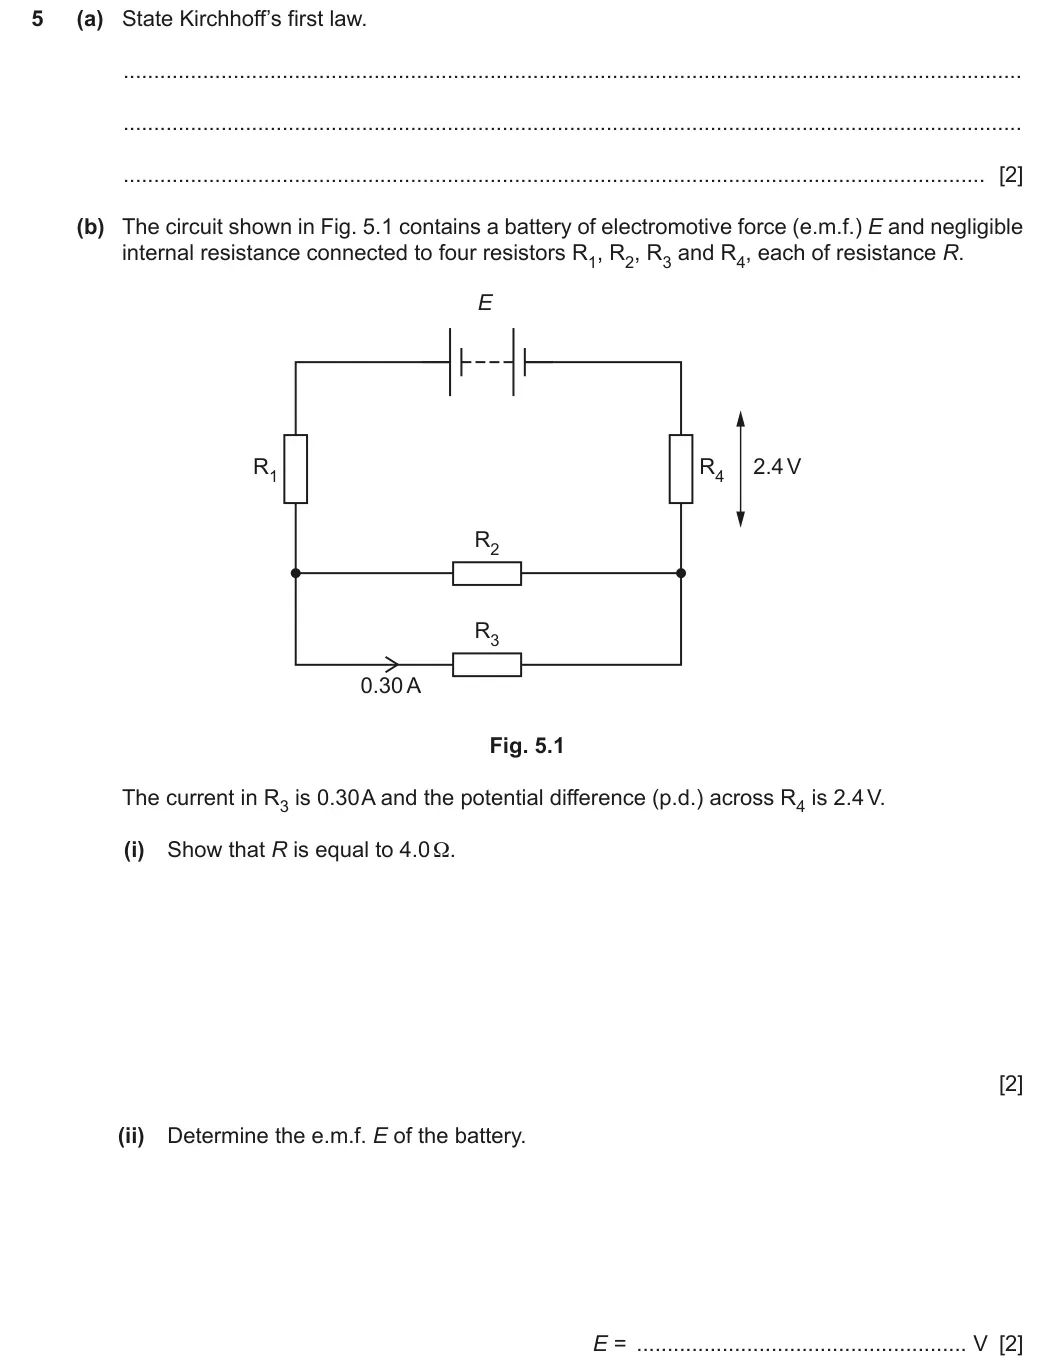 5 (a) State Kirchhoff's first law.
..........................................................................................................................................................
..........................................................................................................................................................
.................................................................................................................................................... [2]
(b) The circuit shown in Fig. 5.1 contains a battery of electromotive force (e.m.f.) E and negligible
internal resistance connected to four resistors R1, R2, R3 and R4, each of resistance R.
E
R1
R4
2.4 V
R2
R3
0.30 A
Fig. 5.1
The current in R3 is 0.30 A and the potential difference (p.d.) across R4 is 2.4 V.
(i) Show that R is equal to 4.0 Ω.
[2]
(ii) Determine the e.m.f. E of the battery.
E = ...................................................... V [2]